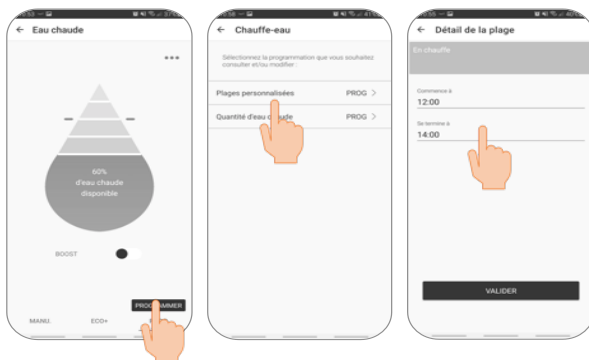 Eau chaude
60%
d'eau chaude
disponible
BOOST
PROGRAMMER
MANU.
ECO+
Chauffe-eau
Sélectionnez la programmation que vous souhaitez
consulter et/ou modifier :
Plages personnalisées PROG >
Quantité d'eau chaude PROG >
Détail de la plage
En chauffe
Commence à
12:00
Se termine à
14:00
VALIDER